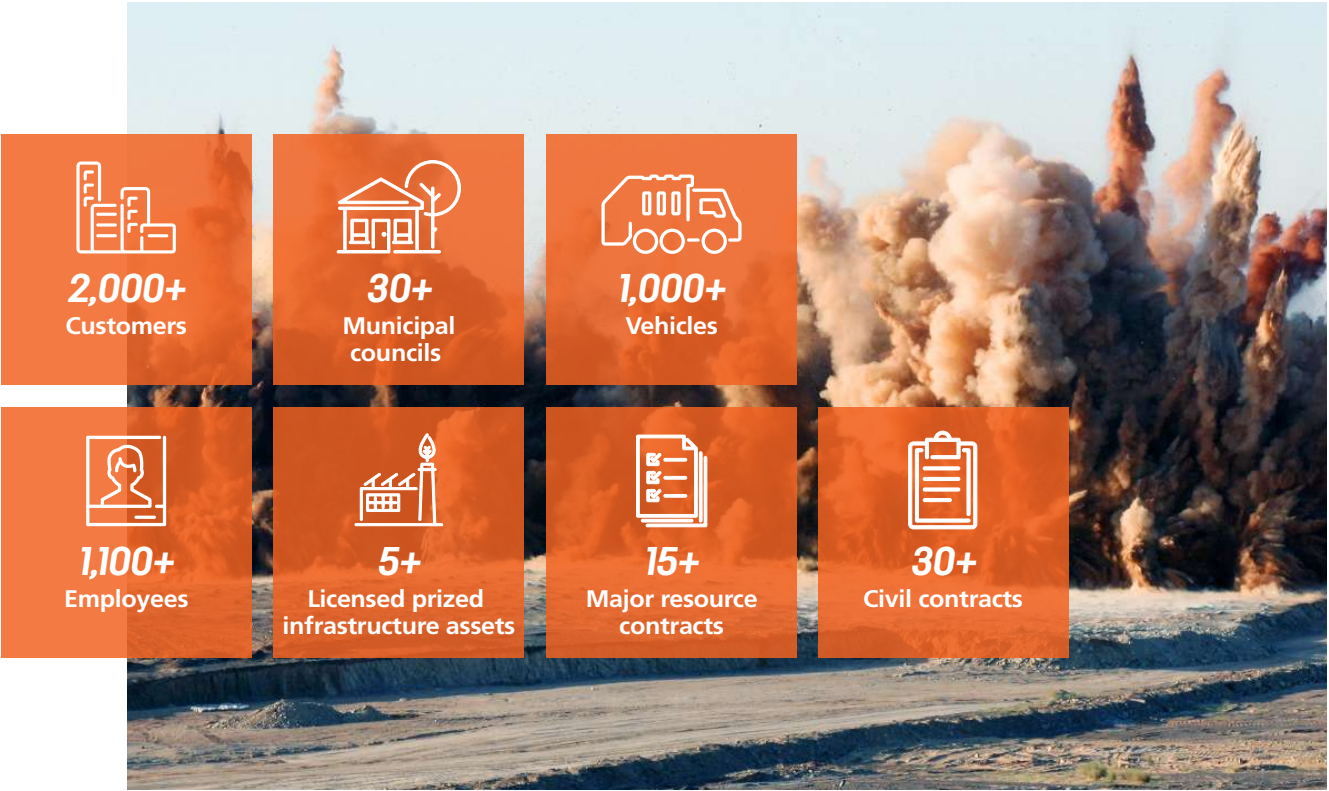 2,000+
Customers
30+
Municipal
councils
1,000+
Vehicles
1,100+
Employees
5+
Licensed prized
infrastructure assets
15+
Major resource
contracts
30+
Civil contracts